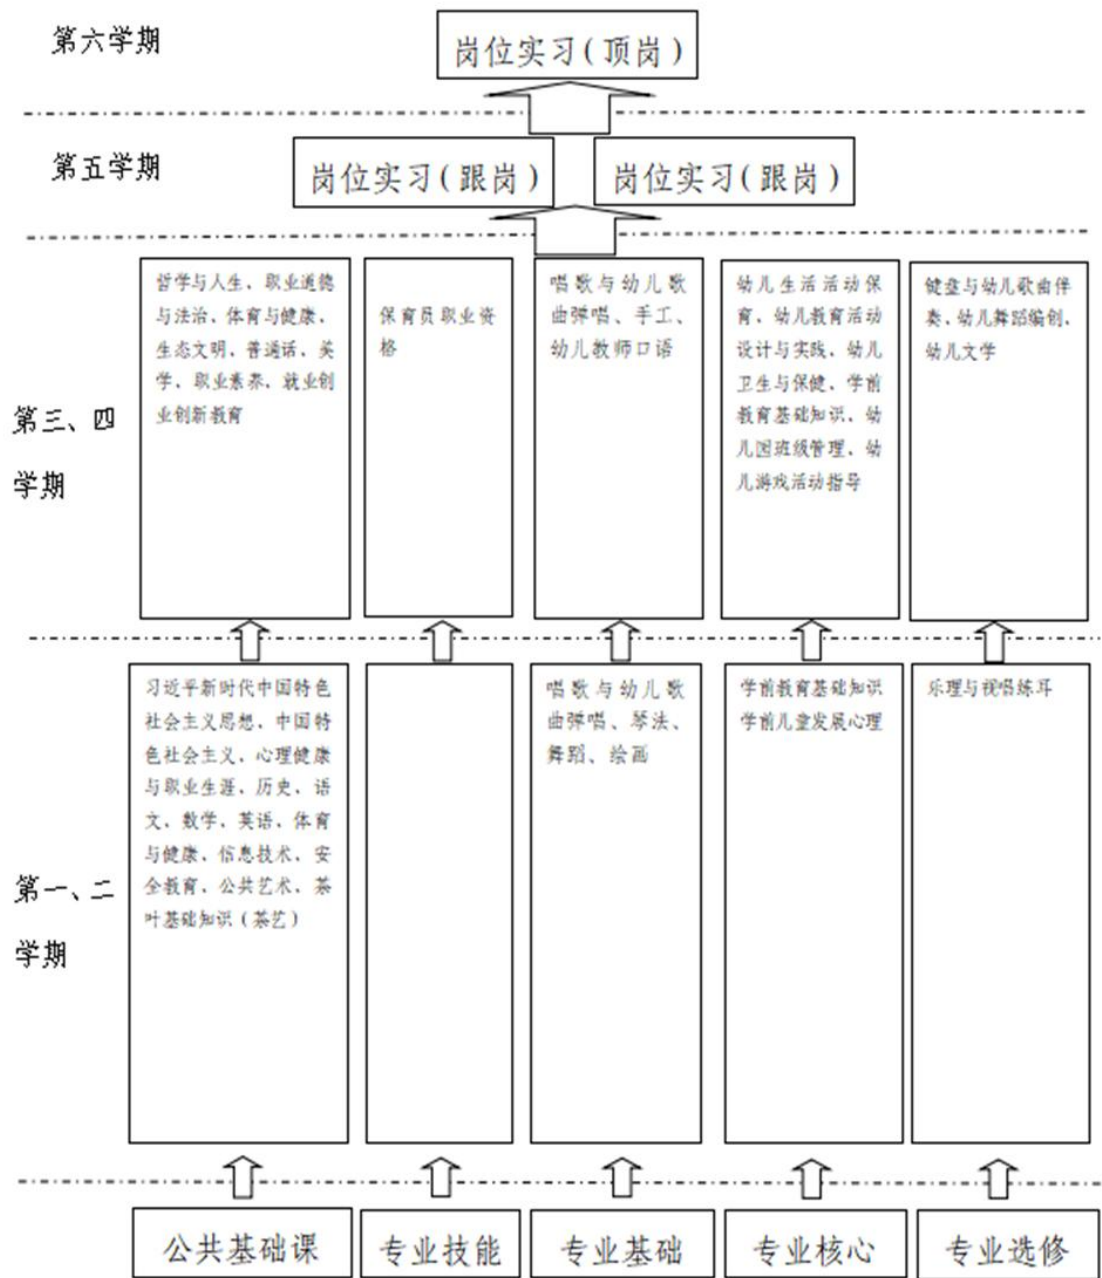 第六学期
岗位实习(顶岗)
第五学期
岗位实习(跟岗)
岗位实习(跟岗)
第三、四
学期
哲学与人生、职业道德
与法治、体育与健康、
生态文明、普通话、美
学、职业素养、就业创
业创新教育
保育员职业资
格
唱歌与幼儿歌
曲弹唱、手工、
幼儿教师口语
幼儿生活活动保
育、幼儿教育活动
设计与实践、幼儿
卫生与保健、学前
教育基础知识、幼
儿园班级管理、幼
儿游戏活动指导
键盘与幼儿歌曲伴
奏、幼儿舞蹈编创、
幼儿文学
第一、二
学期
习近平新时代中国特色
社会主义思想、中国特
色社会主义、心理健康
与职业生涯、历史、语
文、数学、英语、体育
与健康、信息技术、安
全教育、公共艺术、茶
叶基础知识(茶艺)
唱歌与幼儿歌
曲弹唱、琴法、
舞蹈、绘画
学前教育基础知识
学前儿童发展心理
乐理与视唱练耳
公共基础课
专业技能
专业基础
专业核心
专业选修